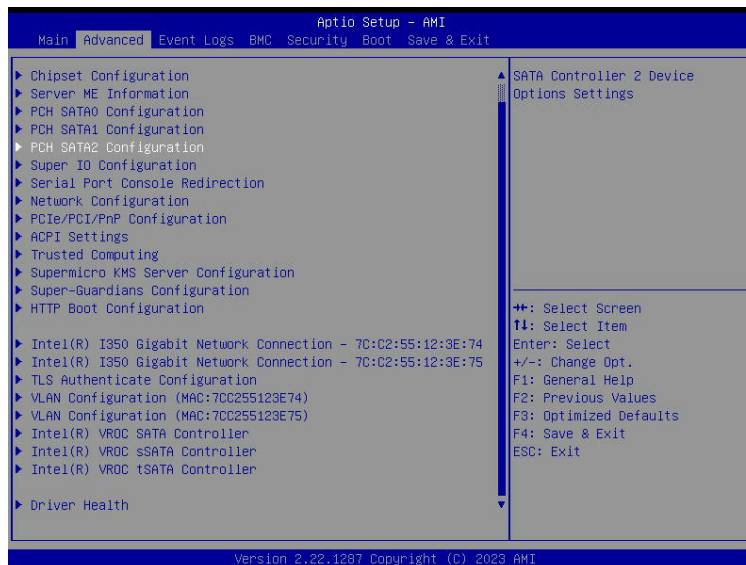 Aptio Setup – AMI
Main Advanced Event Logs BMC Security Boot Save & Exit
Chipset Configuration
Server ME Information
PCH SATA0 Configuration
PCH SATA1 Configuration
PCH SATA2 Configuration
Super IO Configuration
Serial Port Console Redirection
Network Configuration
PCIe/PCI/PnP Configuration
ACPI Settings
Trusted Computing
Supermicro KMS Server Configuration
Super-Guardians Configuration
HTTP Boot Configuration
Intel(R) I350 Gigabit Network Connection – 7C:C2:55:12:3E:74
Intel(R) I350 Gigabit Network Connection – 7C:C2:55:12:3E:75
TLS Authenticate Configuration
VLAN Configuration (MAC:7CC255123E74)
VLAN Configuration (MAC:7CC255123E75)
Intel(R) VROC SATA Controller
Intel(R) VROC sSATA Controller
Intel(R) VROC tSATA Controller
Driver Health
SATA Controller 2 Device
Options Settings
→←: Select Screen
↑↓: Select Item
Enter: Select
+/-: Change Opt.
F1: General Help
F2: Previous Values
F3: Optimized Defaults
F4: Save & Exit
ESC: Exit
Version 2.22.1287 Copyright (C) 2023 AMI